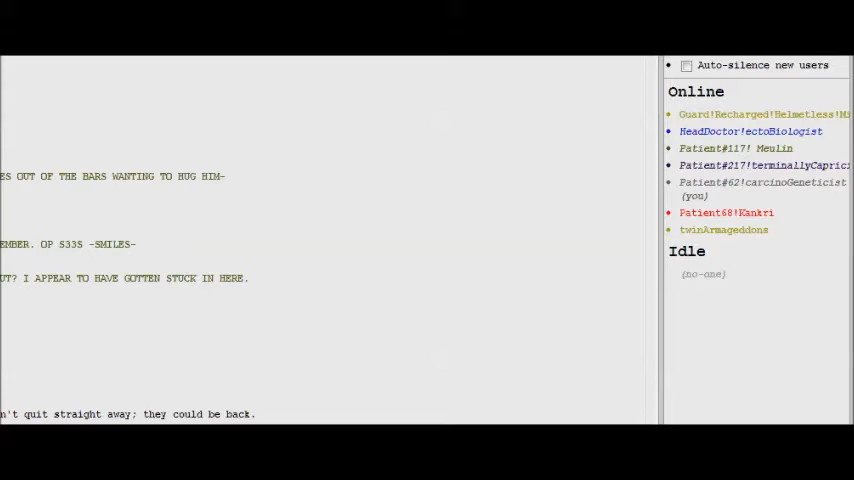 Auto-silence new users
Online
Guard!Recharged!Helmetless!Mi
HeadDoctor!ectoBiologist
Patient#117! Meulin
ES OUT OF THE BARS WANTING TO HUG HIM-
Patient#217!terminallyCapric
Patient#62!carcinoGeneticist
(you)
Patient68!Kankri
twinArmageddons
EMBER. OP S33S -SMILES-
Idle
(no-one)
UT? I APPEAR TO HAVE GOTTEN STUCK IN HERE.
n't quit straight away; they could be back.